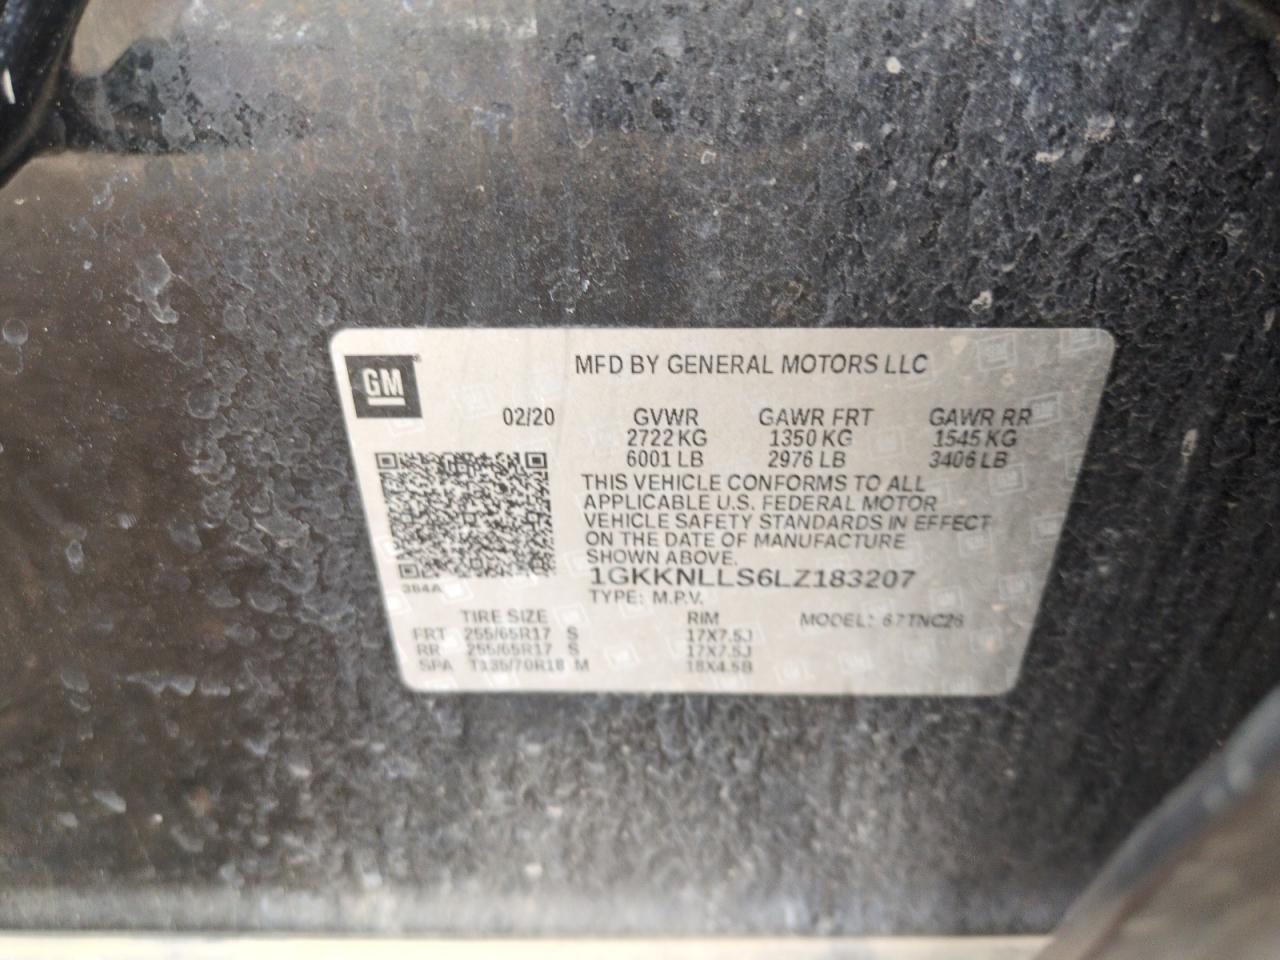 GM
MFD BY GENERAL MOTORS LLC
02/20 GVWR GAWR FRT GAWR RR
2722 KG 1350 KG 1545 KG
6001 LB 2976 LB 3406 LB
THIS VEHICLE CONFORMS TO ALL
APPLICABLE U.S. FEDERAL MOTOR
VEHICLE SAFETY STANDARDS IN EFFECT
ON THE DATE OF MANUFACTURE
SHOWN ABOVE.
384A
1GKKNLLS6LZ183207
TYPE: M.P.V.
TIRE SIZE RIM MODEL: 67TNC26
FRT 255/65R17 S 17X7.5J
RR 255/65R17 S 17X7.5J
SPA T135/70R18 M 18X4.5B